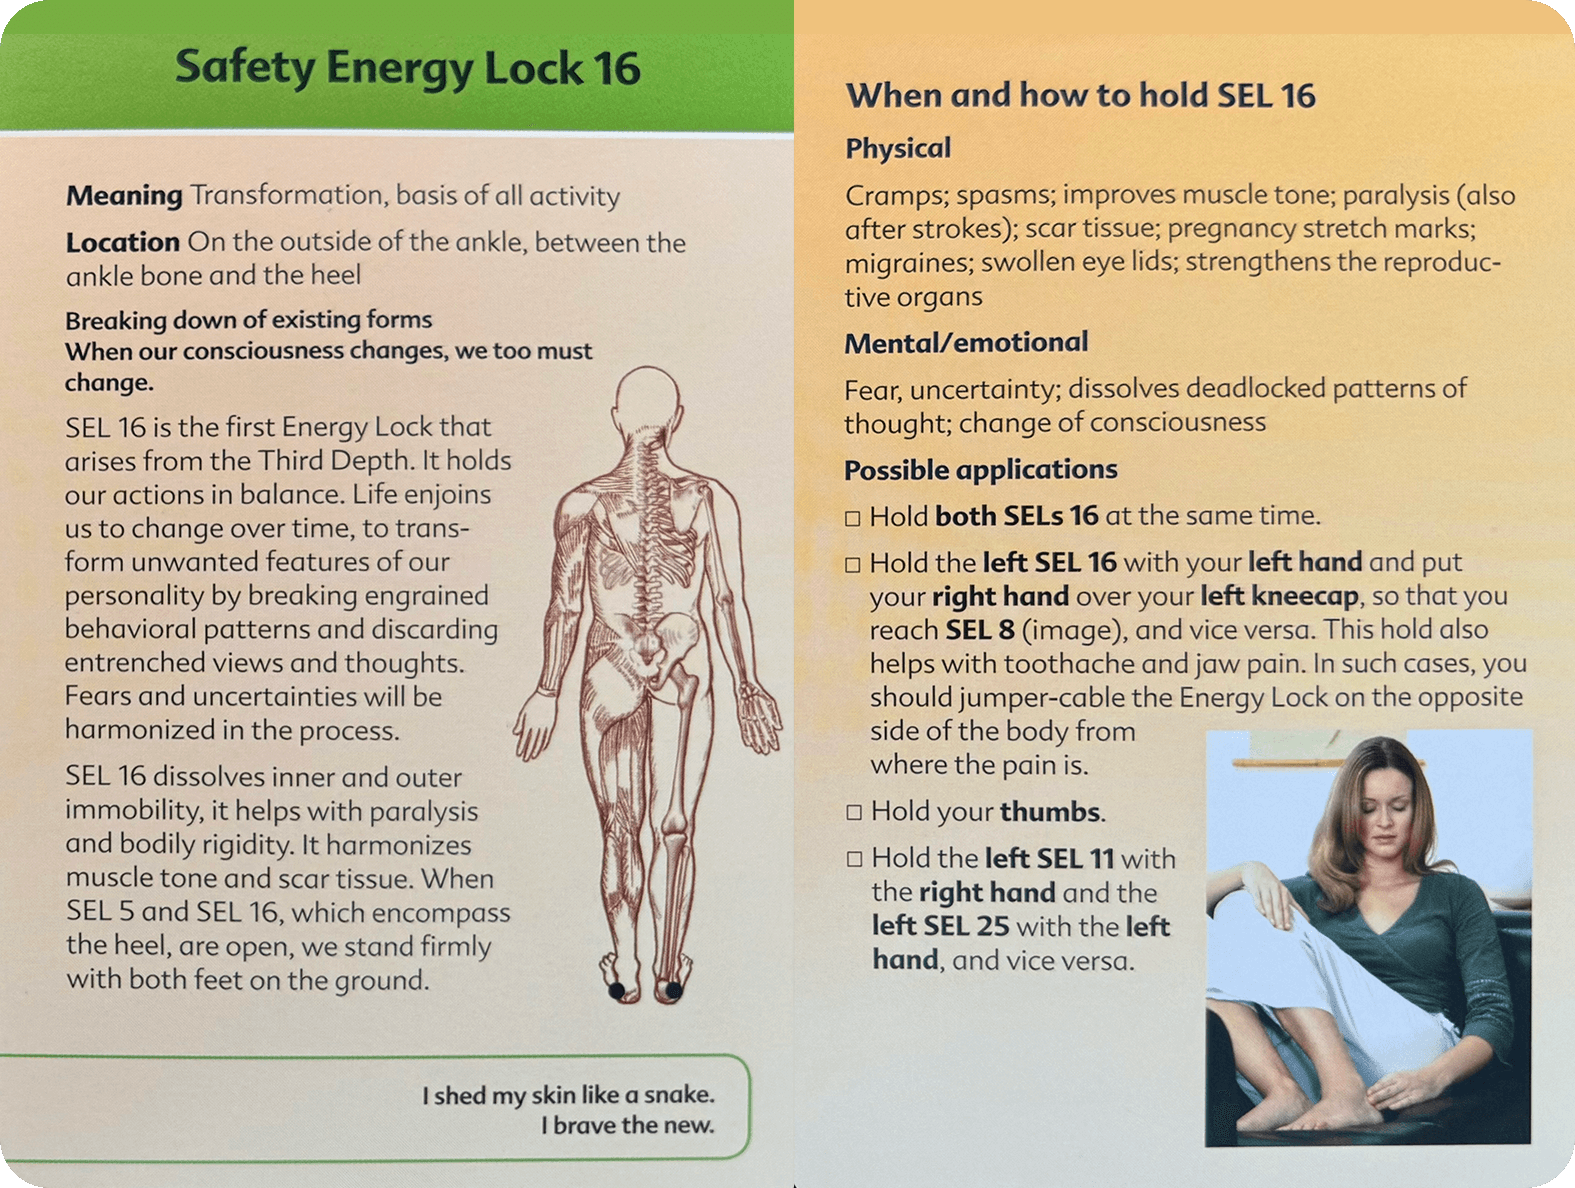 Safety Energy Lock 16
Meaning Transformation, basis of all activity
Location On the outside of the ankle, between the
ankle bone and the heel
Breaking down of existing forms
When our consciousness changes, we too must
change.
SEL 16 is the first Energy Lock that
arises from the Third Depth. It holds
our actions in balance. Life enjoins
us to change over time, to trans-
form unwanted features of our
personality by breaking engrained
behavioral patterns and discarding
entrenched views and thoughts.
Fears and uncertainties will be
harmonized in the process.
SEL 16 dissolves inner and outer
immobility, it helps with paralysis
and bodily rigidity. It harmonizes
muscle tone and scar tissue. When
SEL 5 and SEL 16, which encompass
the heel, are open, we stand firmly
with both feet on the ground.
I shed my skin like a snake.
I brave the new.
When and how to hold SEL 16
Physical
Cramps; spasms; improves muscle tone; paralysis (also
after strokes); scar tissue; pregnancy stretch marks;
migraines; swollen eye lids; strengthens the reproduc-
tive organs
Mental/emotional
Fear, uncertainty; dissolves deadlocked patterns of
thought; change of consciousness
Possible applications
□ Hold both SELs 16 at the same time.
□ Hold the left SEL 16 with your left hand and put
your right hand over your left kneecap, so that you
reach SEL 8 (image), and vice versa. This hold also
helps with toothache and jaw pain. In such cases, you
should jumper-cable the Energy Lock on the opposite
side of the body from
where the pain is.
□ Hold your thumbs.
□ Hold the left SEL 11 with
the right hand and the
left SEL 25 with the left
hand, and vice versa.